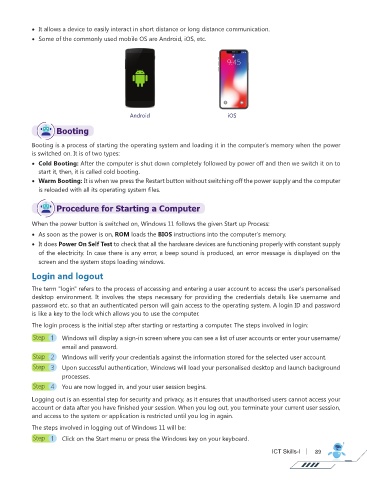 • It allows a device to easily interact in short distance or long distance communication.
• Some of the commonly used mobile OS are Android, iOS, etc.
9:45
Android iOS
Booting
Booting is a process of starting the operating system and loading it in the computer's memory when the power
is switched on. It is of two types:
• Cold Booting: After the computer is shut down completely followed by power off and then we switch it on to
start it, then, it is called cold booting.
• Warm Booting: It is when we press the Restart button without switching off the power supply and the computer
is reloaded with all its operating system files.
Procedure for Starting a Computer
When the power button is switched on, Windows 11 follows the given Start up Process:
• As soon as the power is on, ROM loads the BIOS instructions into the computer's memory.
• It does Power On Self Test to check that all the hardware devices are functioning properly with constant supply
of the electricity. In case there is any error, a beep sound is produced, an error message is displayed on the
screen and the system stops loading windows.
Login and logout
The term "login" refers to the process of accessing and entering a user account to access the user's personalised
desktop environment. It involves the steps necessary for providing the credentials details like username and
password etc. so that an authenticated person will gain access to the operating system. A login ID and password
is like a key to the lock which allows you to use the computer.
The login process is the initial step after starting or restarting a computer. The steps involved in login:
Step 1 Windows will display a sign-in screen where you can see a list of user accounts or enter your username/
email and password.
Step 2 Windows will verify your credentials against the information stored for the selected user account.
Step 3 Upon successful authentication, Windows will load your personalised desktop and launch background
processes.
Step 4 You are now logged in, and your user session begins.
Logging out is an essential step for security and privacy, as it ensures that unauthorised users cannot access your
account or data after you have finished your session. When you log out, you terminate your current user session,
and access to the system or application is restricted until you log in again.
The steps involved in logging out of Windows 11 will be:
Step 1 Click on the Start menu or press the Windows key on your keyboard.
ICT Skills-I 29